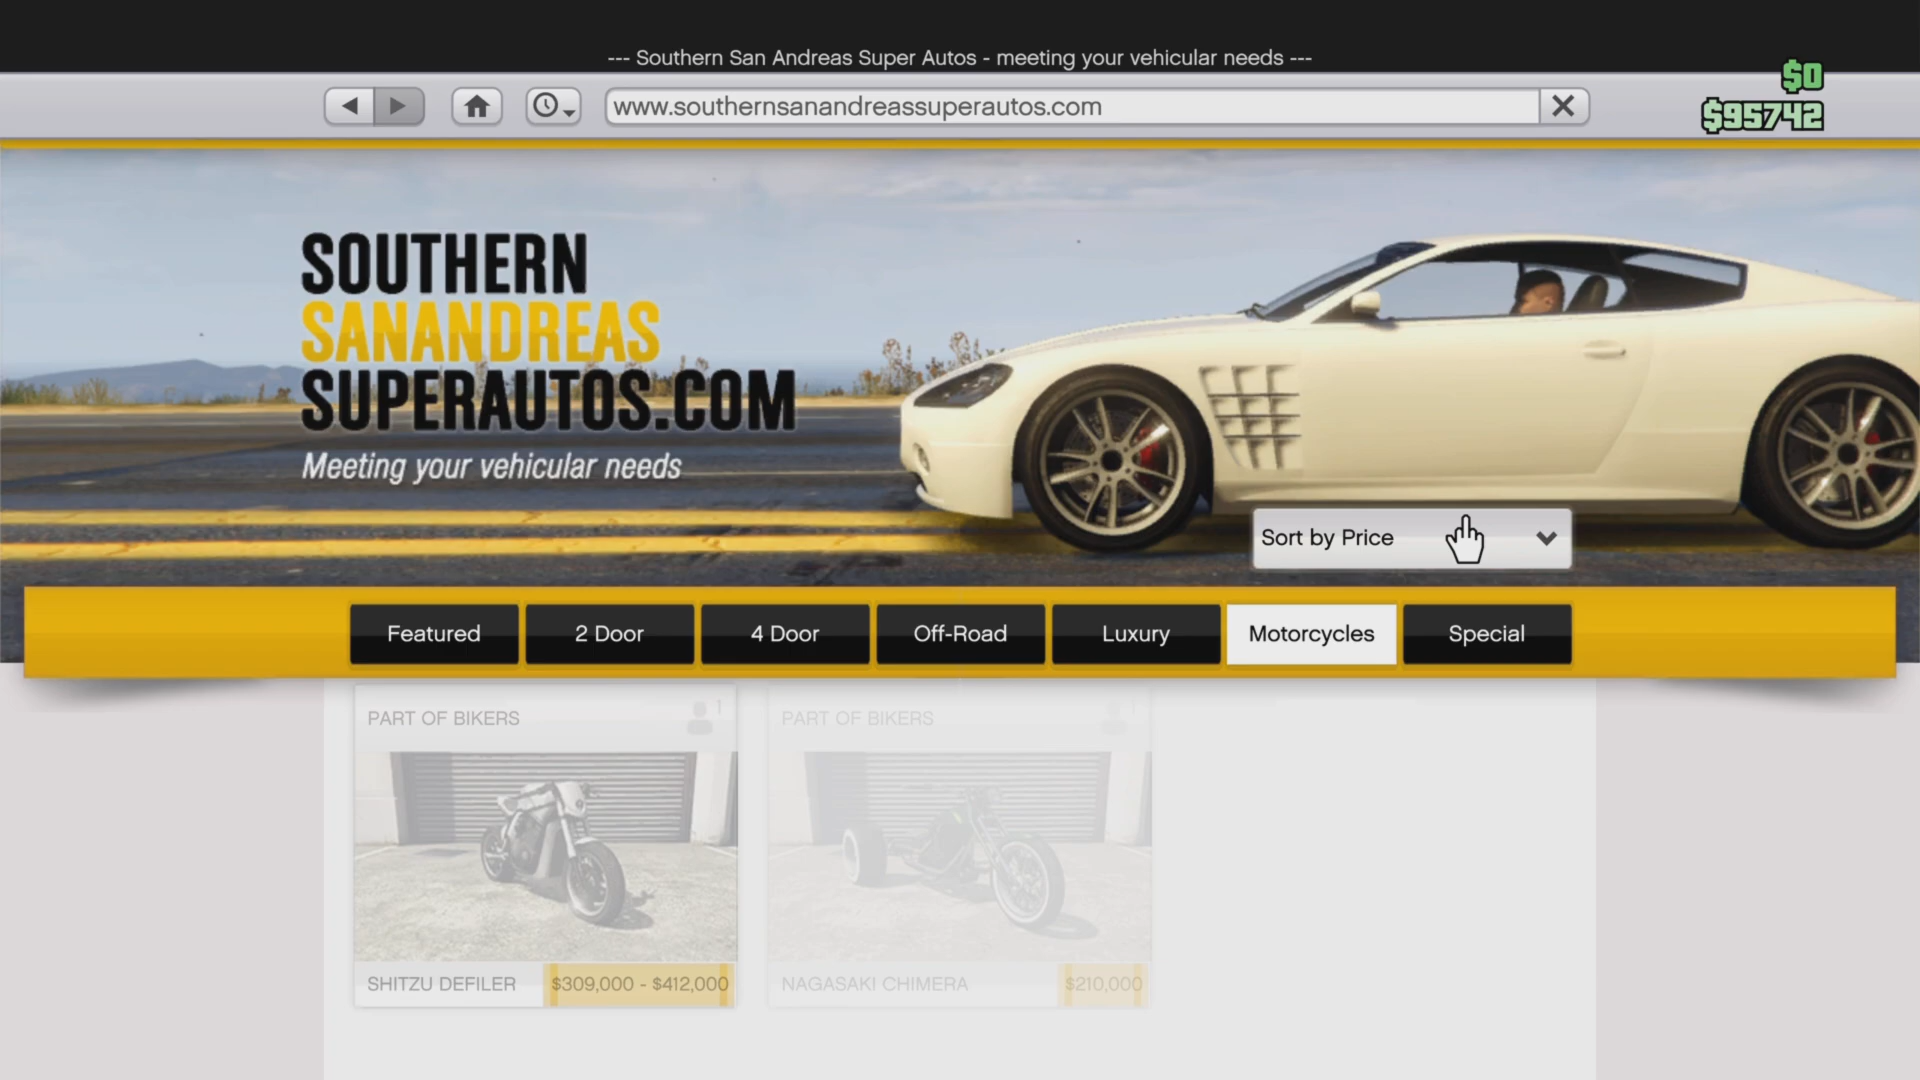 --- Southern San Andreas Super Autos - meeting your vehicular needs ---
$0
www.southernsanandreassuperautos.com
$95742
SOUTHERN
SANANDREAS
SUPERAUTOS.COM
Meeting your vehicular needs
Sort by Price
Featured
2 Door
4 Door
Off-Road
Luxury
Motorcycles
Special
PART OF BIKERS
1
PART OF BIKERS
1
SHITZU DEFILER
$309,000 - $412,000
NAGASAKI CHIMERA
$210,000